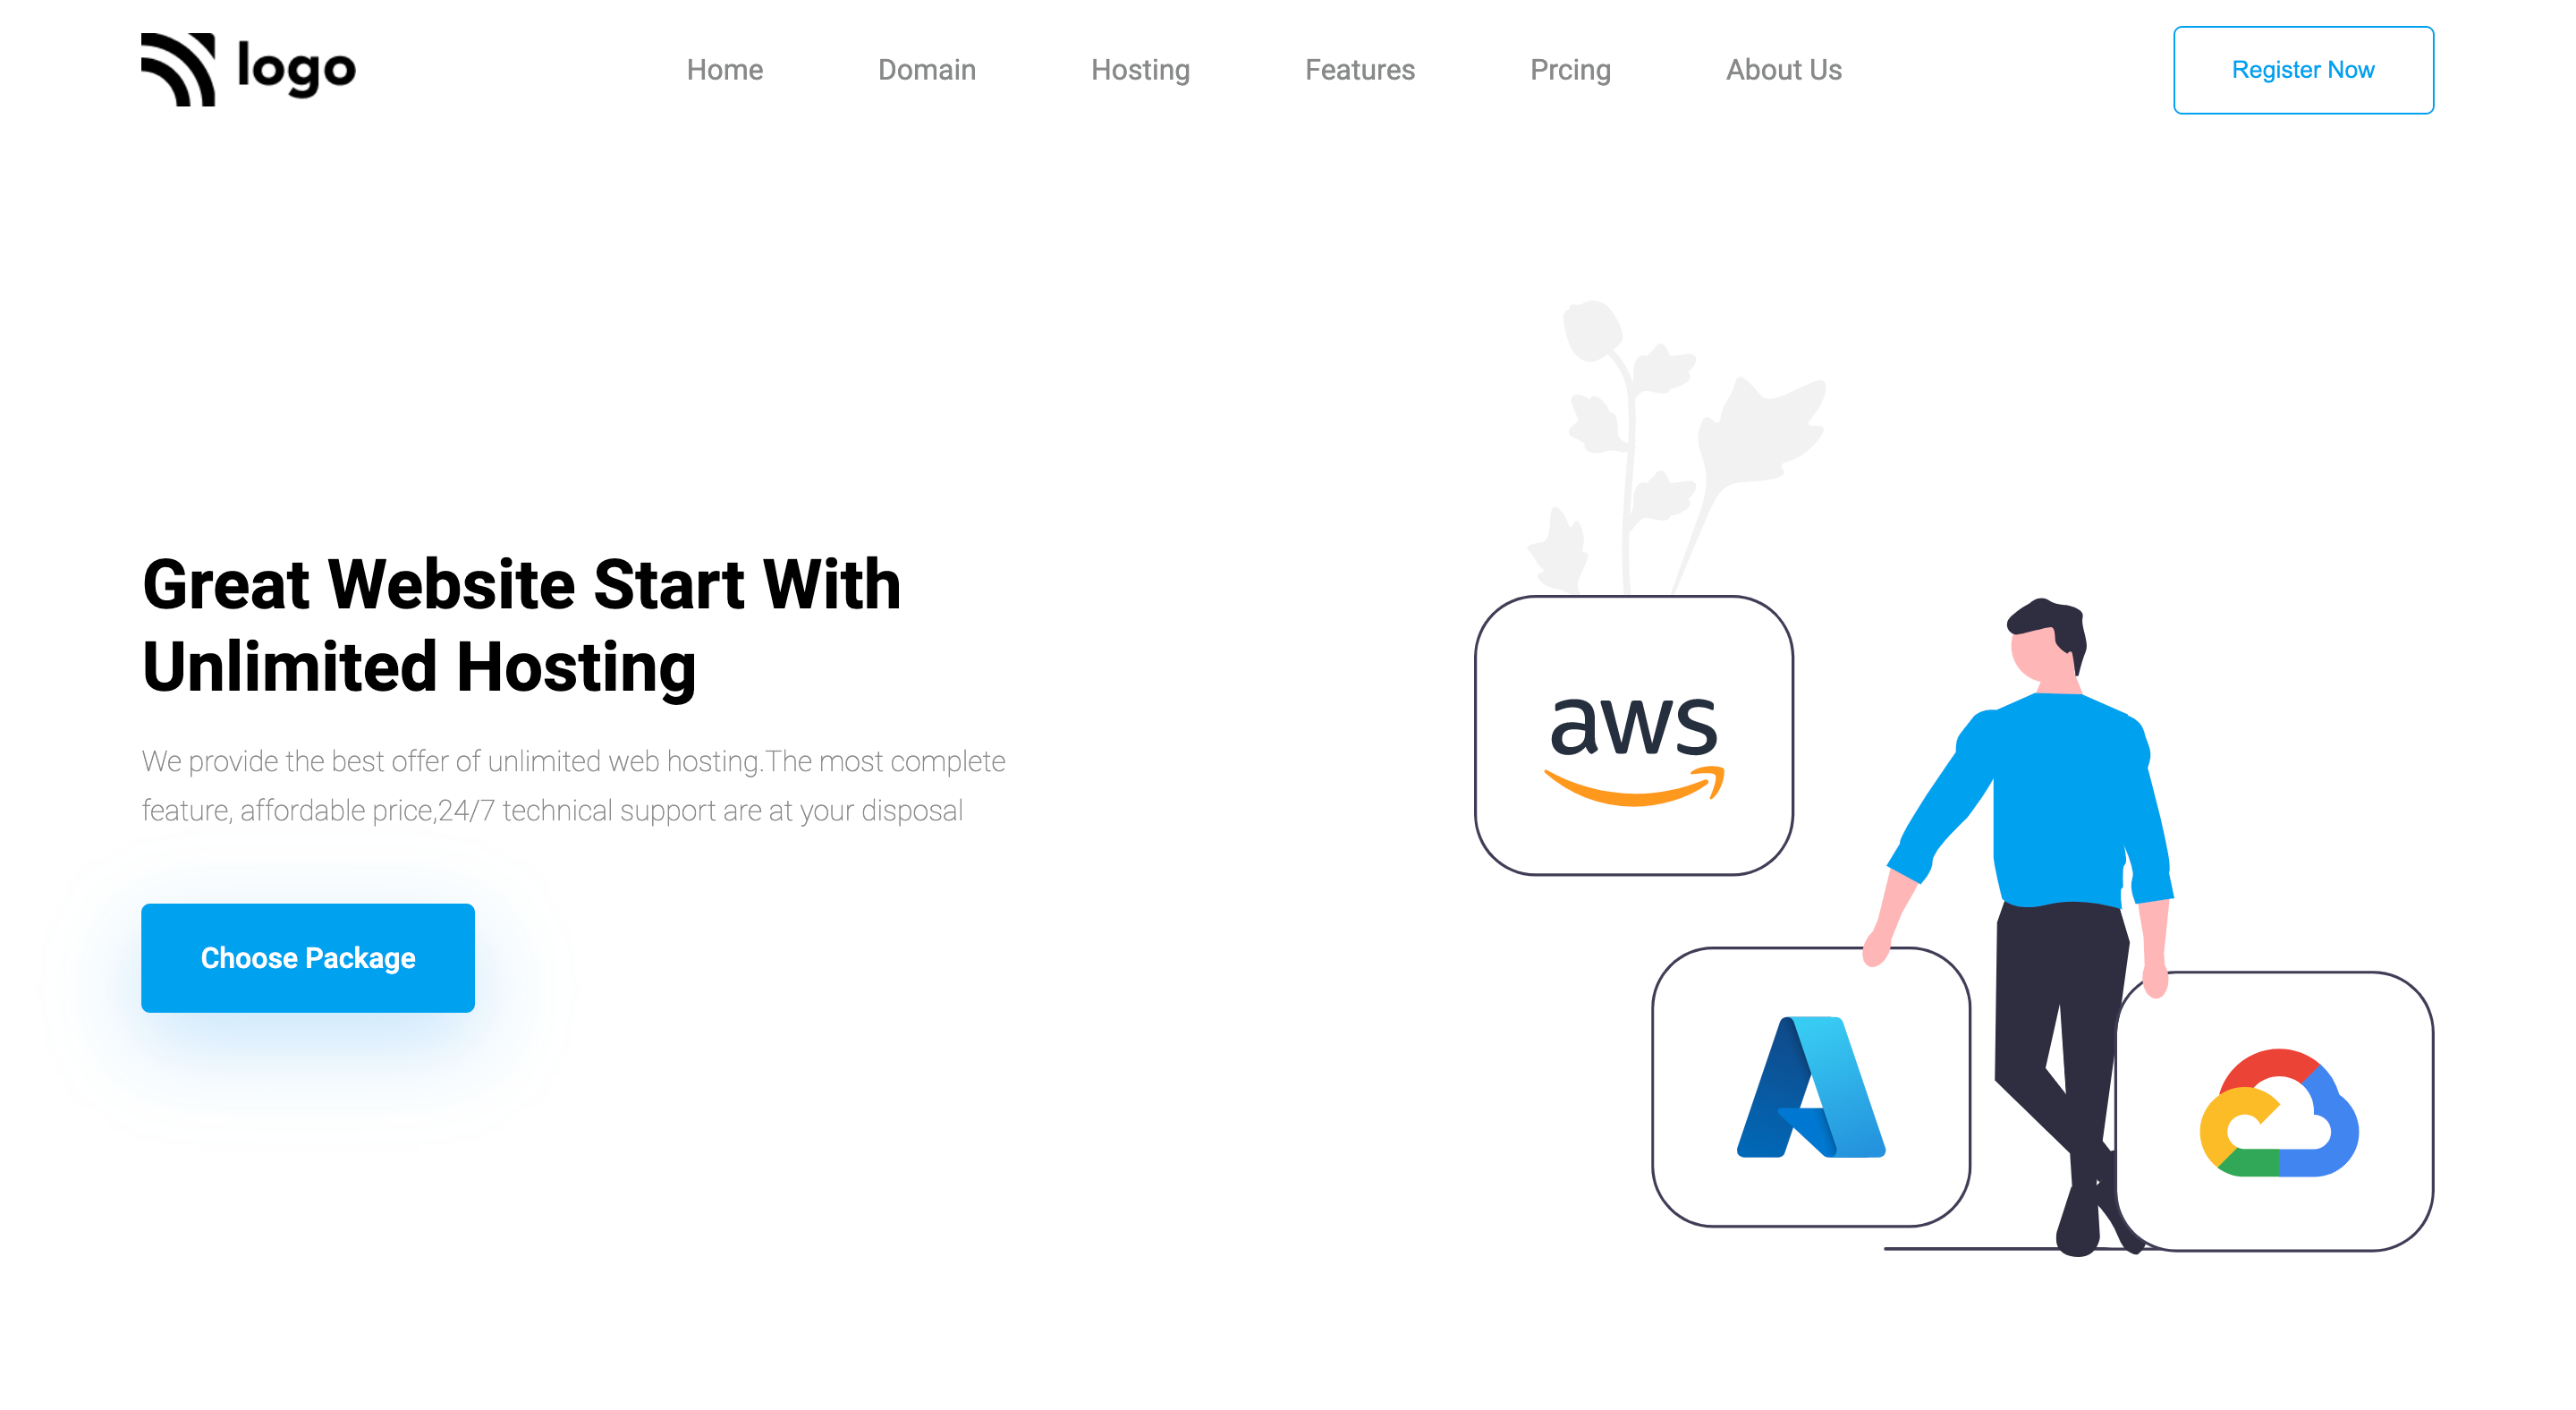 logo
Home Domain Hosting Features Prcing About Us Register Now
Great Website Start With
Unlimited Hosting
We provide the best offer of unlimited web hosting.The most complete
feature, affordable price,24/7 technical support are at your disposal
aws
Choose Package